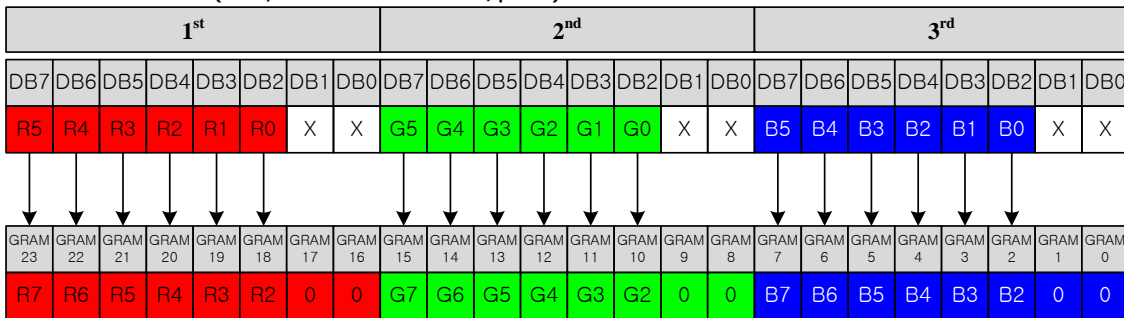 1st 2nd 3rd
DB7 DB6 DB5 DB4 DB3 DB2 DB1 DB0 DB7 DB6 DB5 DB4 DB3 DB2 DB1 DB0 DB7 DB6 DB5 DB4 DB3 DB2 DB1 DB0
R5 R4 R3 R2 R1 R0 X X G5 G4 G3 G2 G1 G0 X X B5 B4 B3 B2 B1 B0 X X
GRAM GRAM GRAM GRAM GRAM GRAM GRAM GRAM GRAM GRAM GRAM GRAM GRAM GRAM GRAM GRAM GRAM GRAM GRAM GRAM GRAM GRAM GRAM GRAM
23 22 21 20 19 18 17 16 15 14 13 12 11 10 9 8 7 6 5 4 3 2 1 0
R7 R6 R5 R4 R3 R2 0 0 G7 G6 G5 G4 G3 G2 0 0 B7 B6 B5 B4 B3 B2 0 0